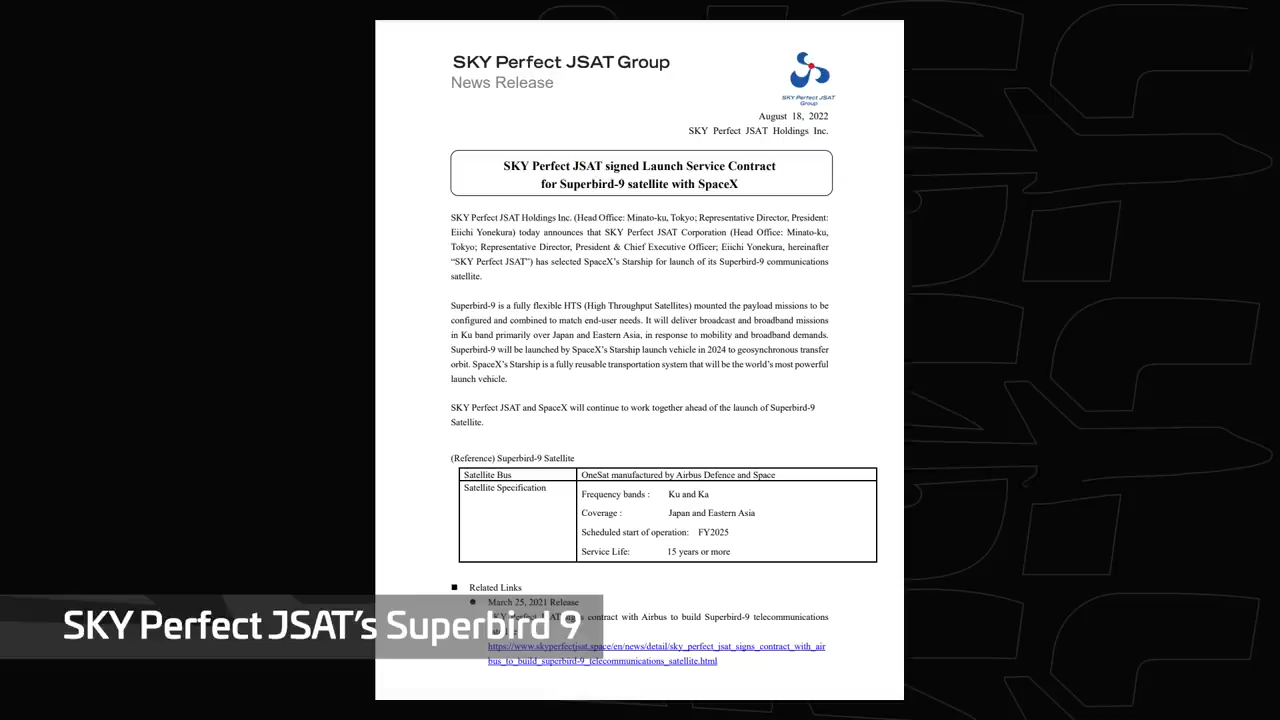 SKY Perfect JSAT Group
News Release
SKY Perfect JSAT
Group
August 18, 2022
SKY Perfect JSAT Holdings Inc.
SKY Perfect JSAT signed Launch Service Contract
for Superbird-9 satellite with SpaceX
SKY Perfect JSAT Holdings Inc. (Head Office: Minato-ku, Tokyo; Representative Director, President:
Eiichi Yonekura) today announces that SKY Perfect JSAT Corporation (Head Office: Minato-ku,
Tokyo; Representative Director, President & Chief Executive Officer; Eiichi Yonekura, hereinafter
“SKY Perfect JSAT”) has selected SpaceX’s Starship for launch of its Superbird-9 communications
satellite.
Superbird-9 is a fully flexible HTS (High Throughput Satellites) mounted the payload missions to be
configured and combined to match end-user needs. It will deliver broadcast and broadband missions
in Ku band primarily over Japan and Eastern Asia, in response to mobility and broadband demands.
Superbird-9 will be launched by SpaceX’s Starship launch vehicle in 2024 to geosynchronous transfer
orbit. SpaceX’s Starship is a fully reusable transportation system that will be the world’s most powerful
launch vehicle.
SKY Perfect JSAT and SpaceX will continue to work together ahead of the launch of Superbird-9
Satellite.
(Reference) Superbird-9 Satellite
Satellite Bus OneSat manufactured by Airbus Defence and Space
Satellite Specification
Frequency bands : Ku and Ka
Coverage : Japan and Eastern Asia
Scheduled start of operation: FY2025
Service Life: 15 years or more
■ Related Links
● March 25, 2021 Release
contract with Airbus to build Superbird-9 telecommunications
https://www.skyperfectjsat.space/en/news/detail/sky_perfect_jsat_signs_contract_with_air
bus_to_build_superbird-9_telecommunications_satellite.html
SKY Perfect JSAT’s Superbird 9